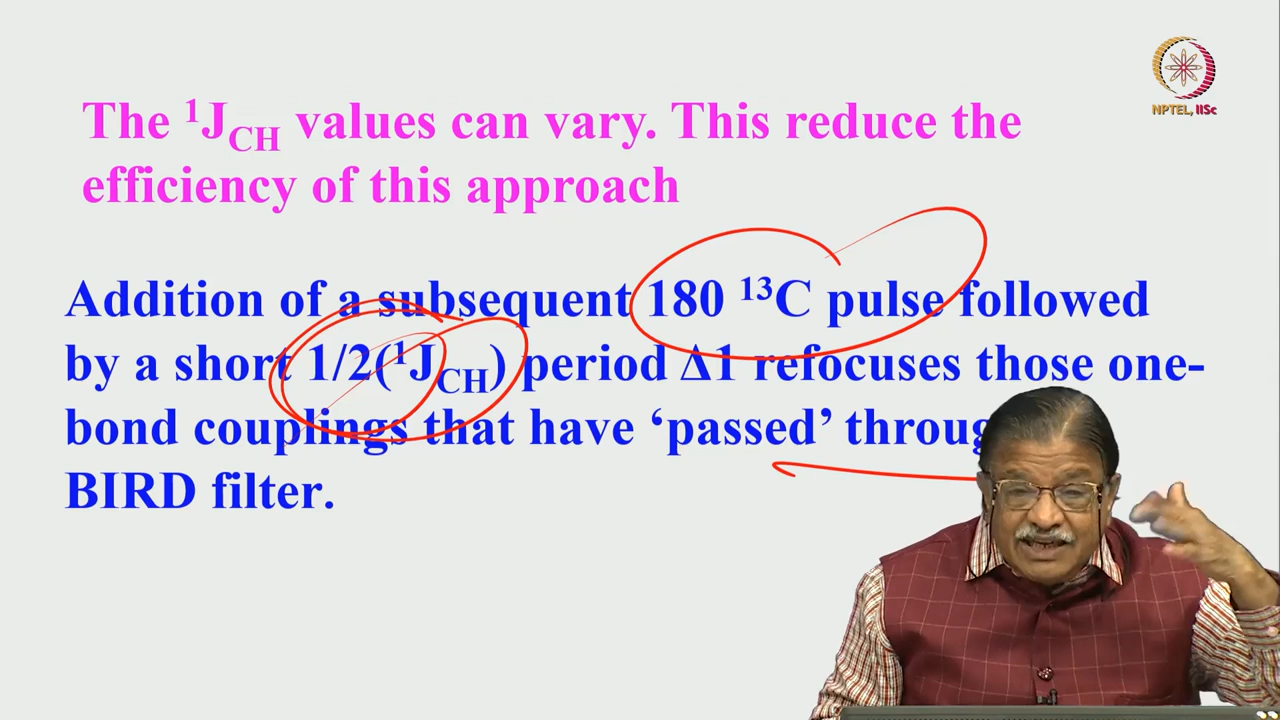 NPTEL, IISc
The ¹J_CH values can vary. This reduce the
efficiency of this approach
Addition of a subsequent 180 ¹³C pulse followed
by a short 1/2(¹J_CH) period Δ1 refocuses those one-
bond couplings that have ‘passed’
BIRD filter.